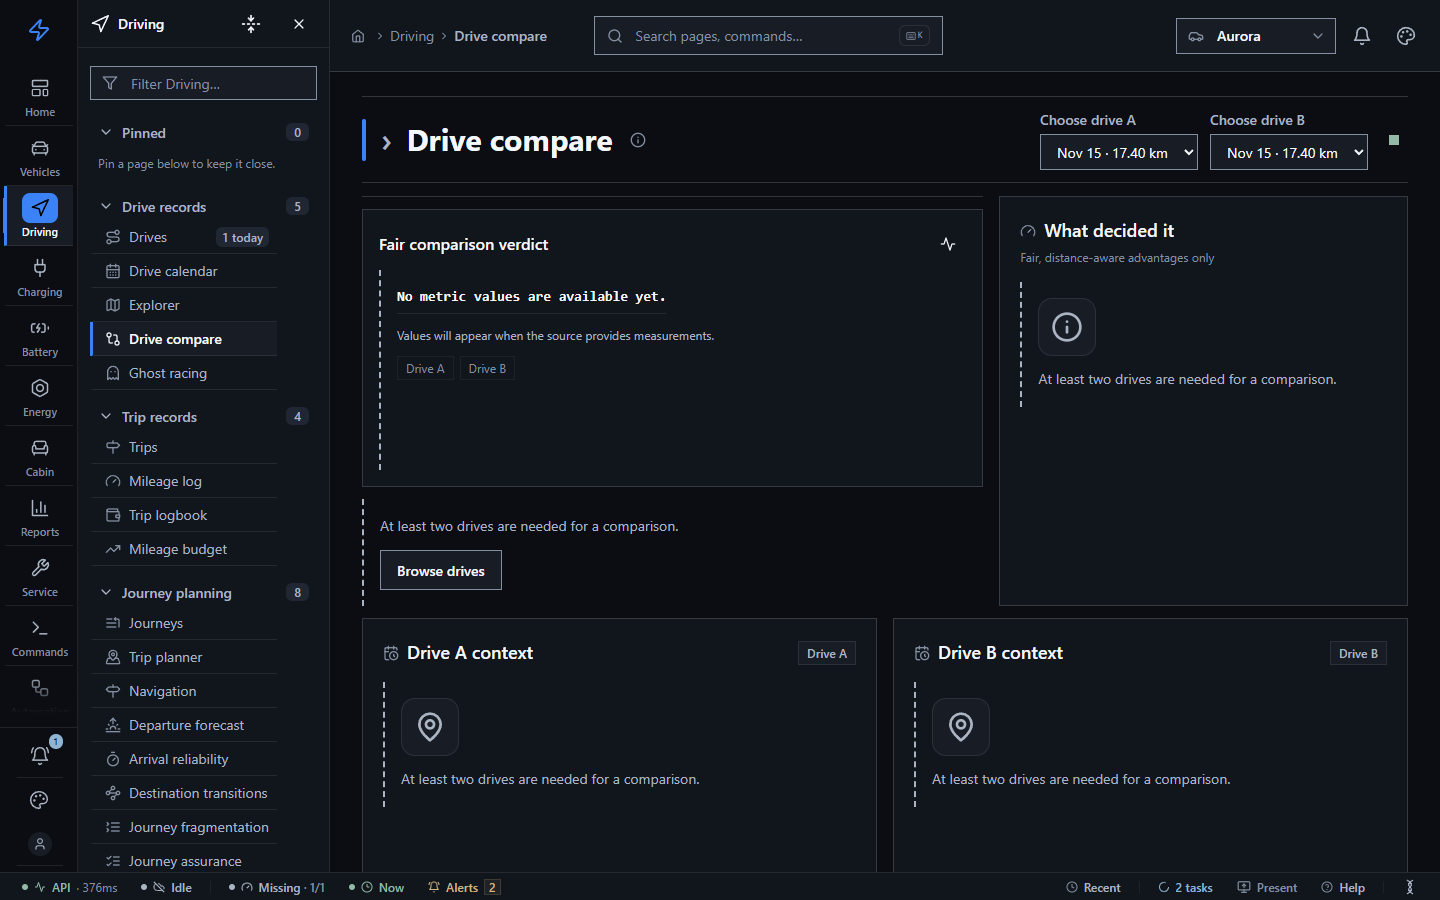 Home
Vehicles
Driving
Charging
Battery
Energy
Cabin
Reports
Service
Commands
1
Driving
Filter Driving...
Pinned 0
Pin a page below to keep it close.
Drive records 5
Drives 1 today
Drive calendar
Explorer
Drive compare
Ghost racing
Trip records 4
Trips
Mileage log
Trip logbook
Mileage budget
Journey planning 8
Journeys
Trip planner
Navigation
Departure forecast
Arrival reliability
Destination transitions
Journey fragmentation
Journey assurance
Driving › Drive compare
Search pages, commands... K
Aurora
Drive compare
Choose drive A
Nov 15 · 17.40 km
Choose drive B
Nov 15 · 17.40 km
Fair comparison verdict
No metric values are available yet.
Values will appear when the source provides measurements.
Drive A Drive B
At least two drives are needed for a comparison.
Browse drives
What decided it
Fair, distance-aware advantages only
At least two drives are needed for a comparison.
Drive A context Drive A
At least two drives are needed for a comparison.
Drive B context Drive B
At least two drives are needed for a comparison.
API · 376ms Idle Missing · 1/1 Now Alerts 2 Recent 2 tasks Present Help